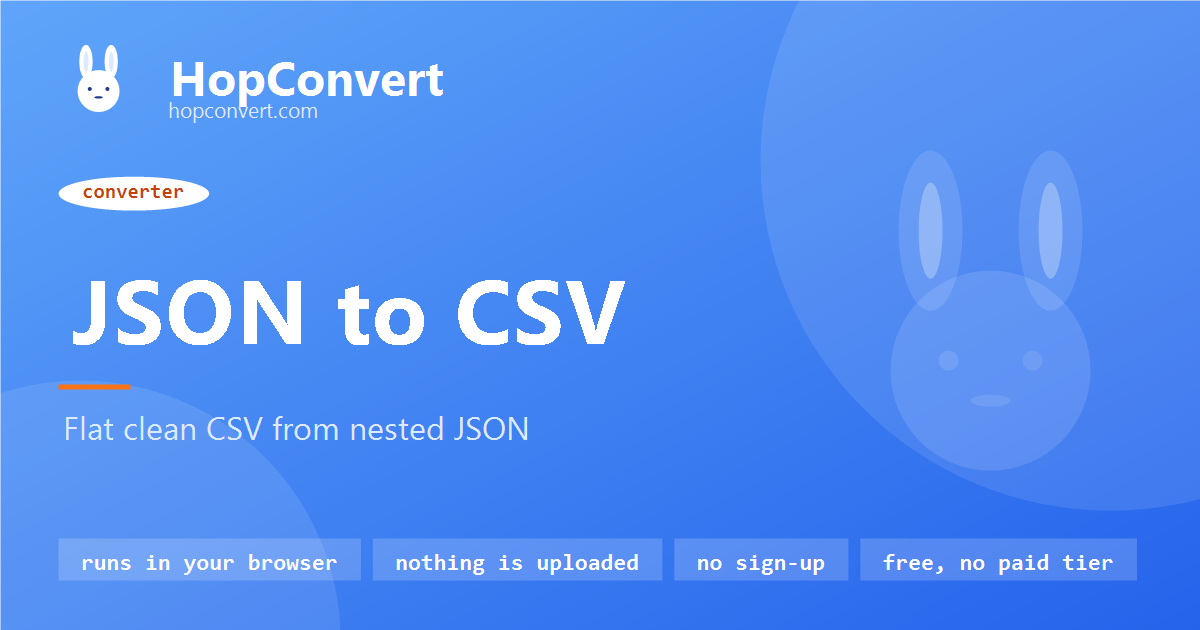 HopConvert
hopconvert.com
converter
JSON to CSV
Flat clean CSV from nested JSON
runs in your browser
nothing is uploaded
no sign-up
free, no paid tier